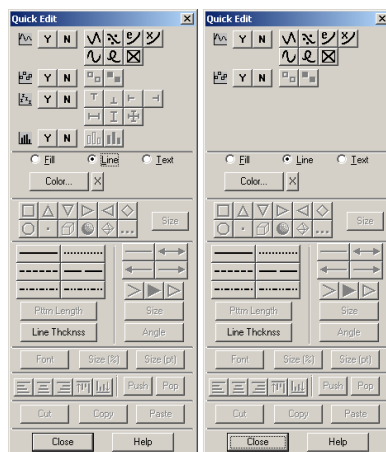 Quick Edit
Y N
Y N
Y N
Y N
Fill Line Text
Color...
Size
Pttrn Length Size
Line Thcknss Angle
Font Size (%) Size (pt)
Push Pop
Cut Copy Paste
Close Help
Quick Edit
Y N
Y N
Fill Line Text
Color...
Size
Pttrn Length Size
Line Thcknss Angle
Font Size (%) Size (pt)
Push Pop
Cut Copy Paste
Close Help